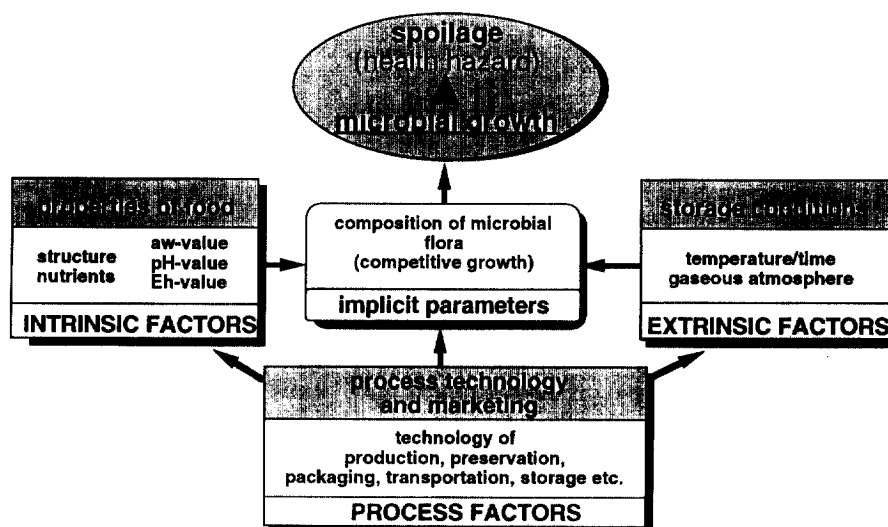 spoilage
(health hazard)
microbial growth
properties of food
structure
nutrients
aw-value
pH-value
Eh-value
INTRINSIC FACTORS
composition of microbial
flora
(competitive growth)
implicit parameters
storage conditions
temperature/time
gaseous atmosphere
EXTRINSIC FACTORS
process technology
and marketing
technology of
production, preservation,
packaging, transportation, storage etc.
PROCESS FACTORS